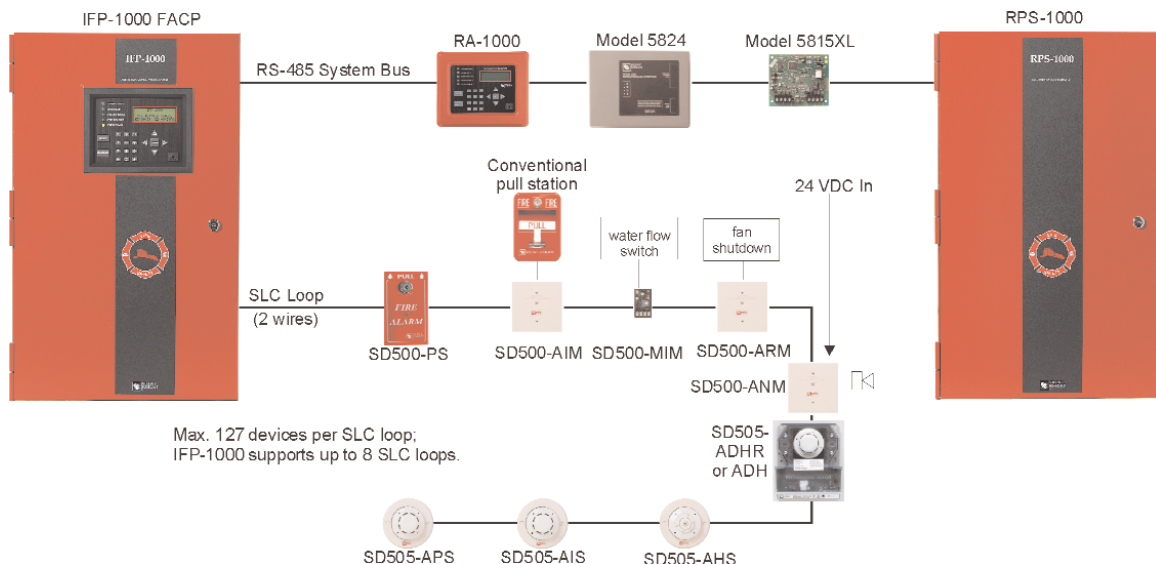 IFP-1000 FACP
RPS-1000
IFP-1000
RS-485 System Bus
RA-1000
Model 5824
Model 5815XL
RPS-1000
Conventional
pull station
24 VDC In
FIRE FIRE
PULL
water flow
switch
fan
shutdown
SLC Loop
(2 wires)
PULL
FIRE
ALARM
SD500-PS
SD500-AIM
SD500-MIM
SD500-ARM
SD500-ANM
Max. 127 devices per SLC loop;
IFP-1000 supports up to 8 SLC loops.
SD505-
ADHR
or ADH
SD505-APS
SD505-AIS
SD505-AHS